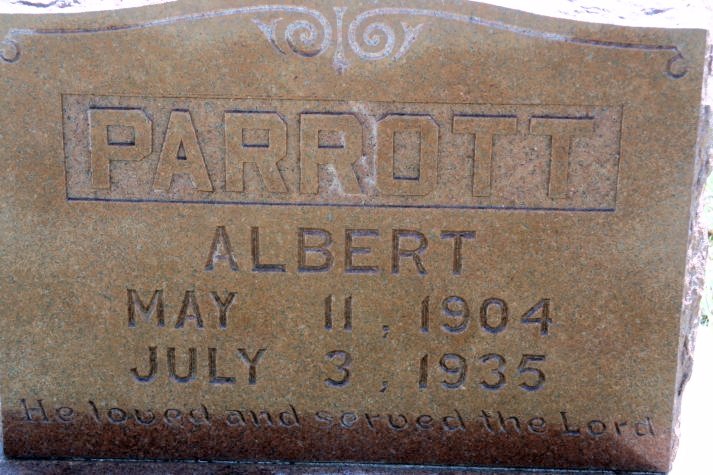 PARROTT
ALBERT
MAY 11, 1904
JULY 3, 1935
He loved and served the Lord